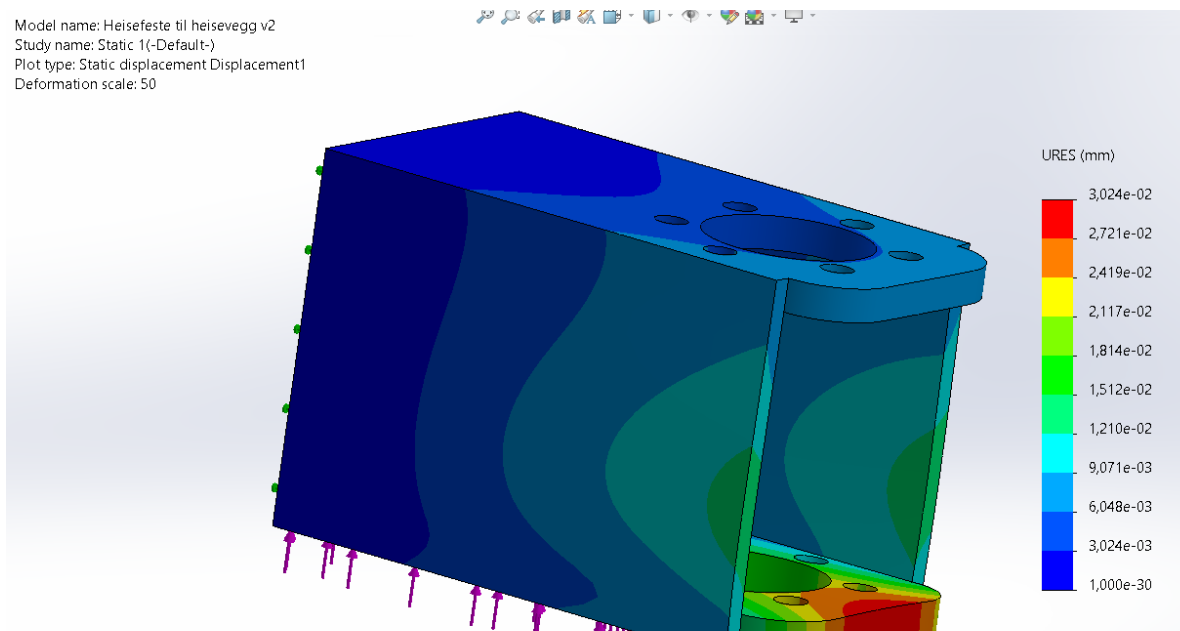 Model name: Heisefeste til heisevegg v2
Study name: Static 1(-Default-)
Plot type: Static displacement Displacement1
Deformation scale: 50
URES (mm)
3,024e-02
2,721e-02
2,419e-02
2,117e-02
1,814e-02
1,512e-02
1,210e-02
9,071e-03
6,048e-03
3,024e-03
1,000e-30